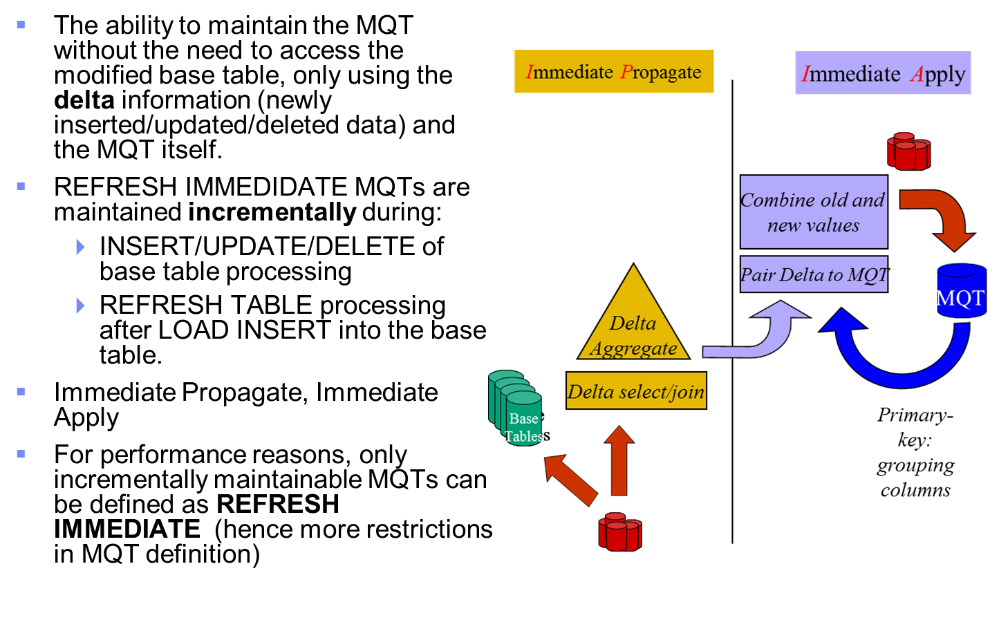 The ability to maintain the MQT
without the need to access the
modified base table, only using the
delta information (newly
inserted/updated/deleted data) and
the MQT itself.
REFRESH IMMEDIDATE MQTs are
maintained incrementally during:
INSERT/UPDATE/DELETE of
base table processing
REFRESH TABLE processing
after LOAD INSERT into the base
table.
Immediate Propagate, Immediate
Apply
For performance reasons, only
incrementally maintainable MQTs can
be defined as REFRESH
IMMEDIATE (hence more restrictions
in MQT definition)
Immediate Propagate
Delta
Aggregate
Delta select/join
Base
Tables
Immediate Apply
Combine old and
new values
Pair Delta to MQT
MQT
Primary-
key:
grouping
columns